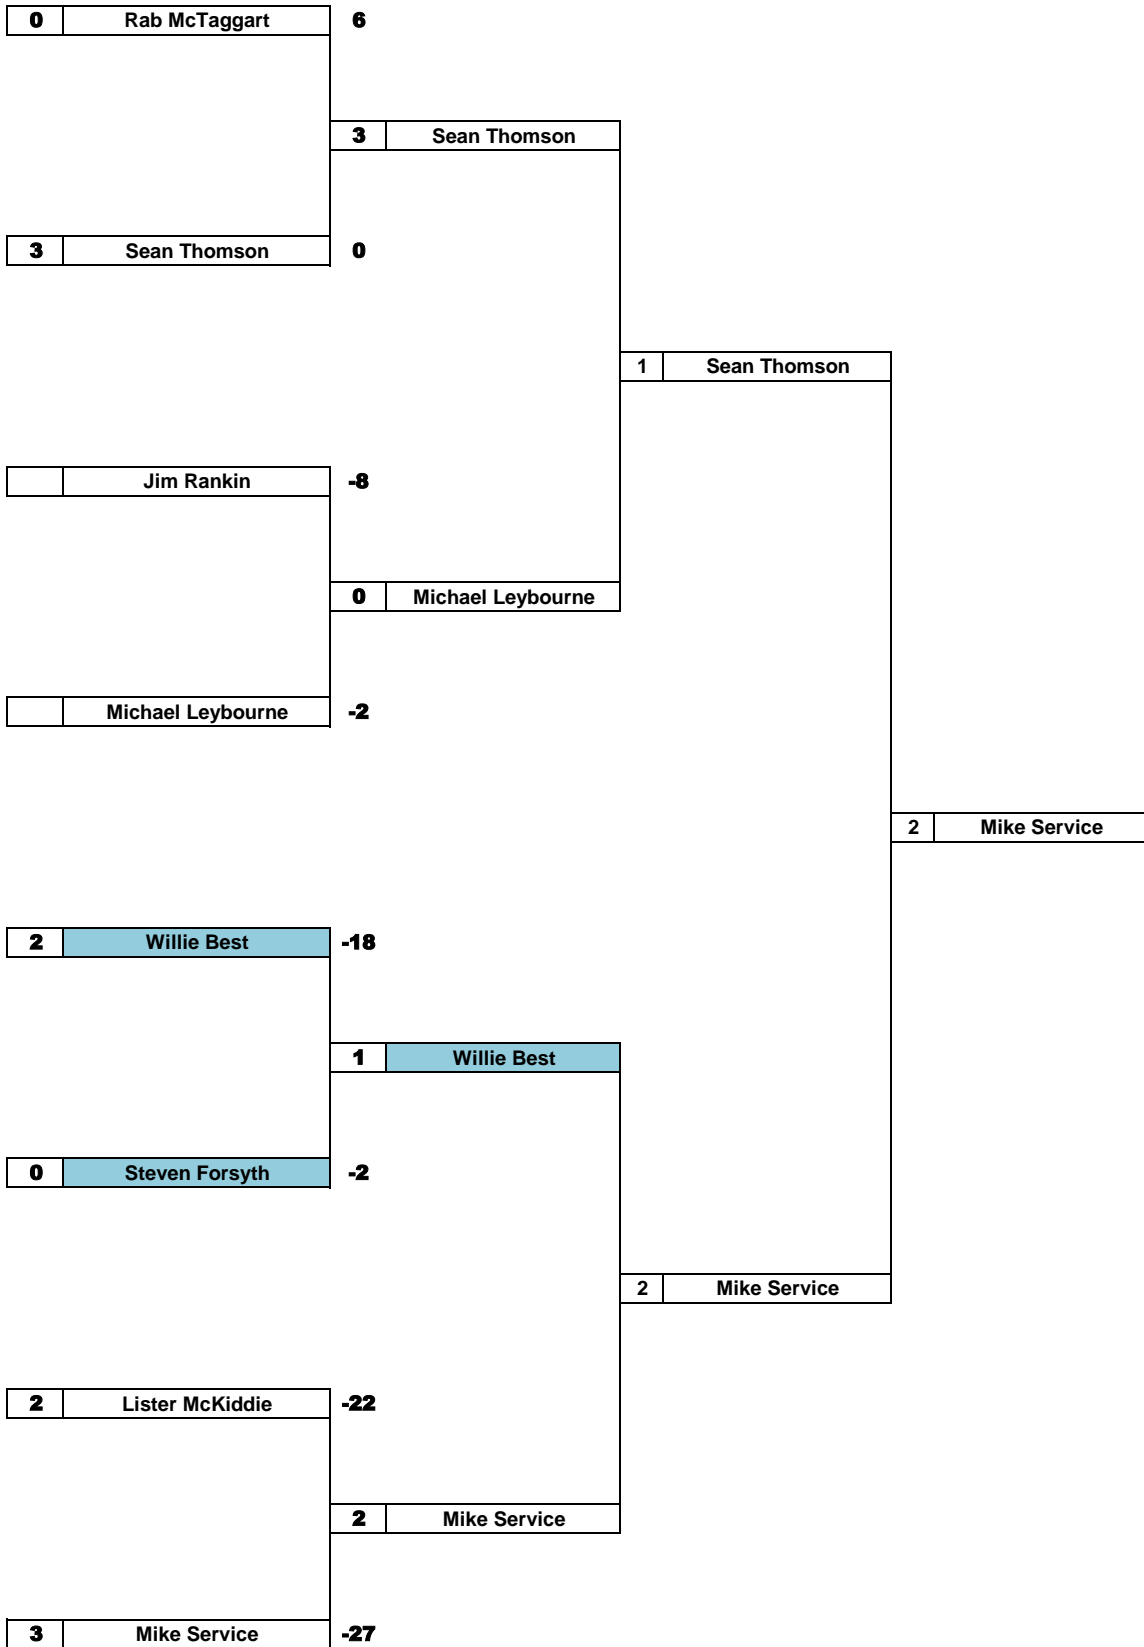 0 Rab McTaggart 6
3 Sean Thomson
3 Sean Thomson 0
1 Sean Thomson
Jim Rankin -8
0 Michael Leybourne
Michael Leybourne -2
2 Mike Service
2 Willie Best -18
1 Willie Best
0 Steven Forsyth -2
2 Mike Service
2 Lister McKiddie -22
2 Mike Service
3 Mike Service -27